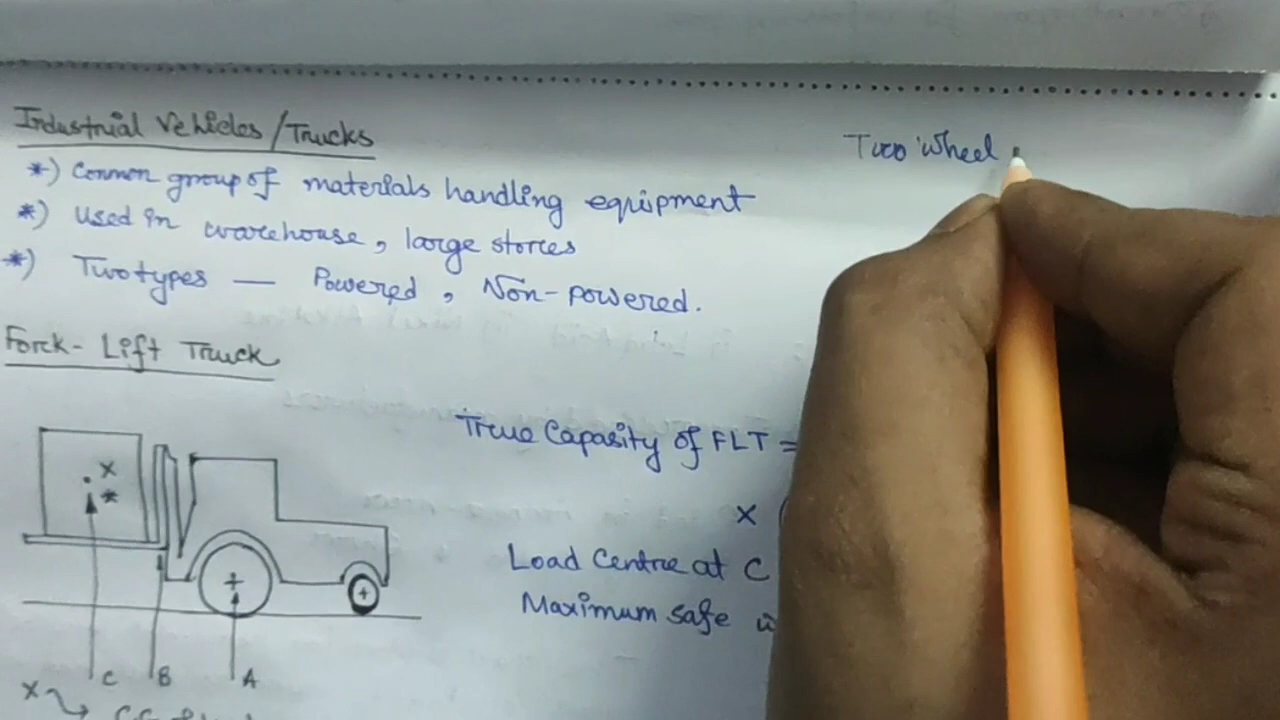 Industrial Vehicles/Trucks
Two wheel
*) Common group of materials handling equipment
*) Used in warehouse, large stores
*) Two types — Powered, Non-powered.
Fork-Lift Truck
True Capasity of FLT =
x (
x
*
Load Centre at C
+
+
Maximum safe
C B A
x